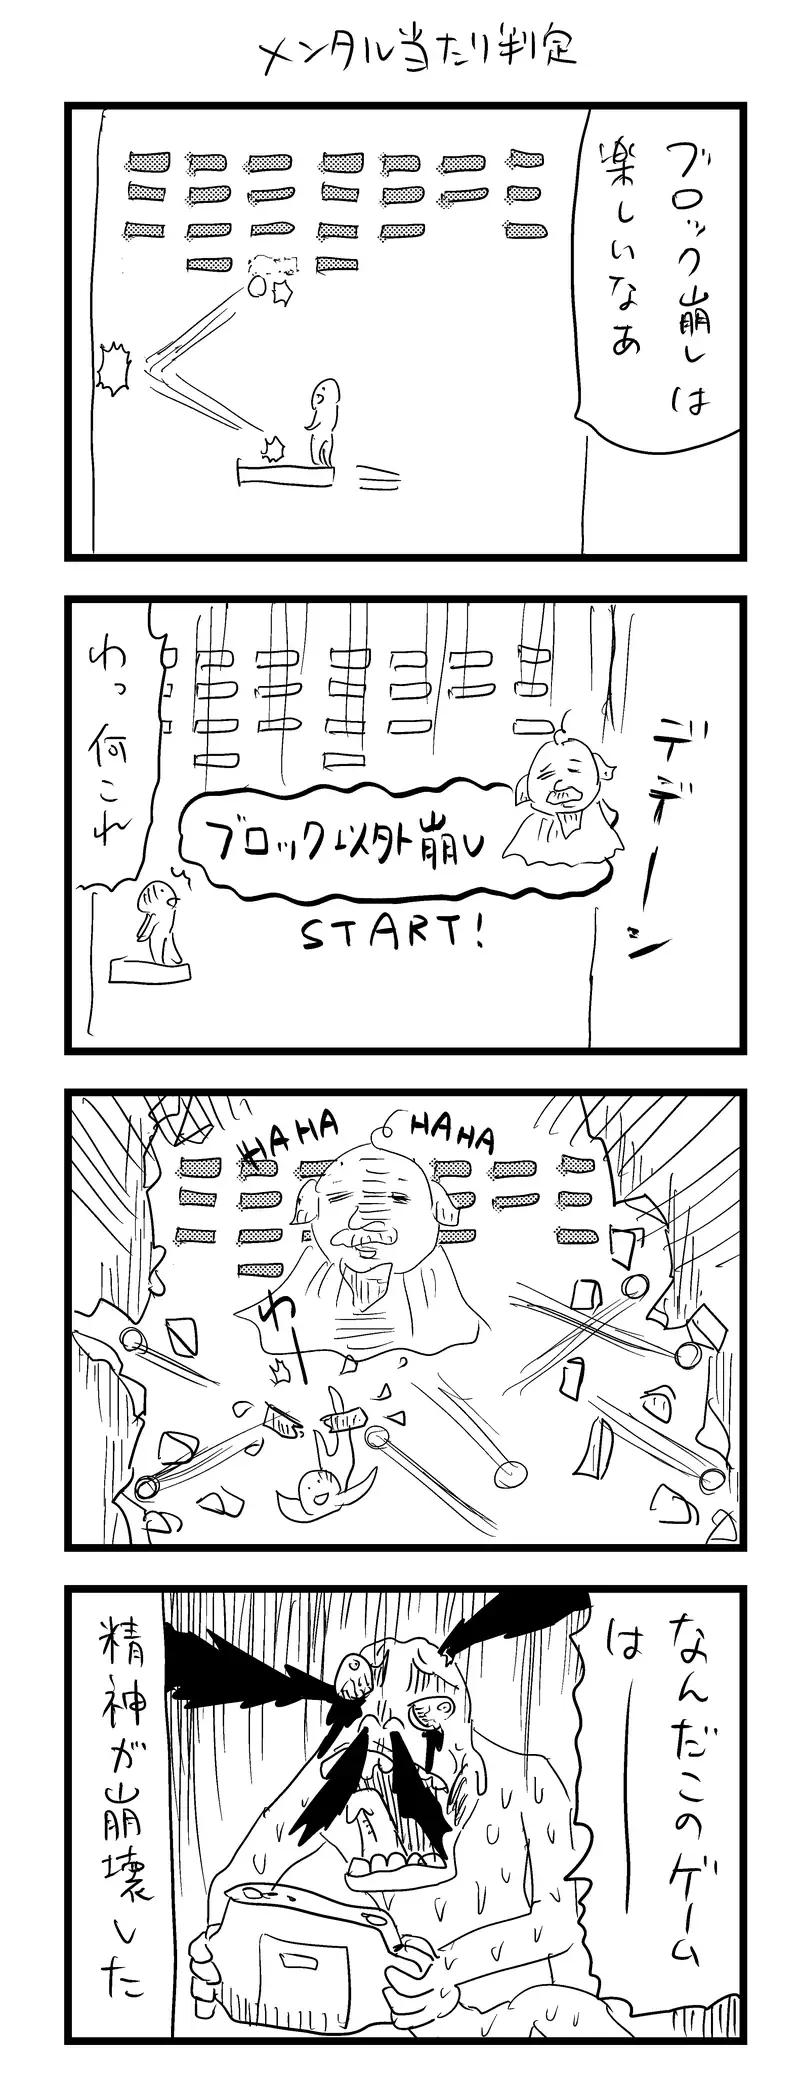 メンタル当たり判定
ブロック崩しは
楽しいなあ
デデーン
ブロック以外崩し
START!
わっ何これ
HAHA
HAHA
わー
なんだこのゲーム
はー
精神が崩壊した